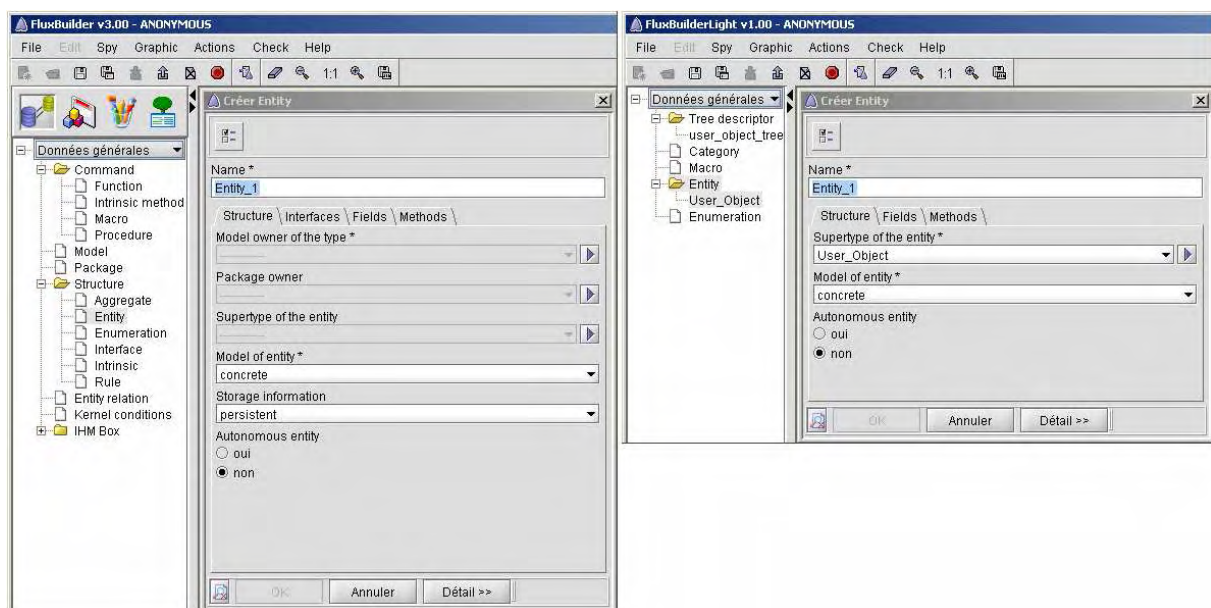 FluxBuilder v3.00 - ANONYMOUS
File Edit Spy Graphic Actions Check Help
1:1
Données générales
Command
Function
Intrinsic method
Macro
Procedure
Model
Package
Structure
Aggregate
Entity
Enumeration
Interface
Intrinsic
Rule
Entity relation
Kernel conditions
IHM Box
Créer Entity
Name *
Entity_1
Structure Interfaces Fields Methods
Model owner of the type *
Package owner
Supertype of the entity
Model of entity *
concrete
Storage information
persistent
Autonomous entity
oui
non
OK Annuler Détail >>
FluxBuilderLight v1.00 - ANONYMOUS
File Edit Spy Graphic Actions Check Help
1:1
Données générales
Tree descriptor
user_object_tree
Category
Macro
Entity
User_Object
Enumeration
Créer Entity
Name *
Entity_1
Structure Fields Methods
Supertype of the entity *
User_Object
Model of entity *
concrete
Autonomous entity
oui
non
OK Annuler Détail >>